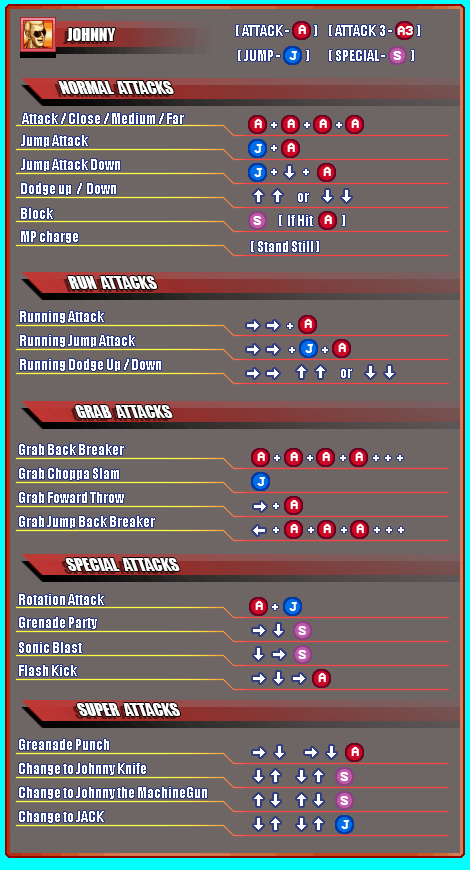 JOHNNY [ ATTACK - A ] [ ATTACK 3 - A3 ]
[ JUMP - J ] [ SPECIAL - S ]
NORMAL ATTACKS
Attack / Close / Medium / Far A + A + A + A
Jump Attack J + A
Jump Attack Down J + ↓ + A
Dodge up / Down ↑ ↑ or ↓ ↓
Block S [ If Hit A ]
MP charge [ Stand Still ]
RUN ATTACKS
Running Attack → → + A
Running Jump Attack → → + J + A
Running Dodge Up / Down → → ↑ ↑ or ↓ ↓
GRAB ATTACKS
Grab Back Breaker A + A + A + A + + +
Grab Choppa Slam J
Grab Foward Throw → + A
Grab Jump Back Breaker ← + A + A + A + + +
SPECIAL ATTACKS
Rotation Attack A + J
Grenade Party → ↓ S
Sonic Blast ↓ → S
Flash Kick → ↓ → A
SUPER ATTACKS
Greanade Punch → ↓ → ↓ A
Change to Johnny Knife ↓ ↑ ↓ ↑ S
Change to Johnny the MachineGun ↑ ↓ ↑ ↓ S
Change to JACK ↓ ↑ ↓ ↑ J